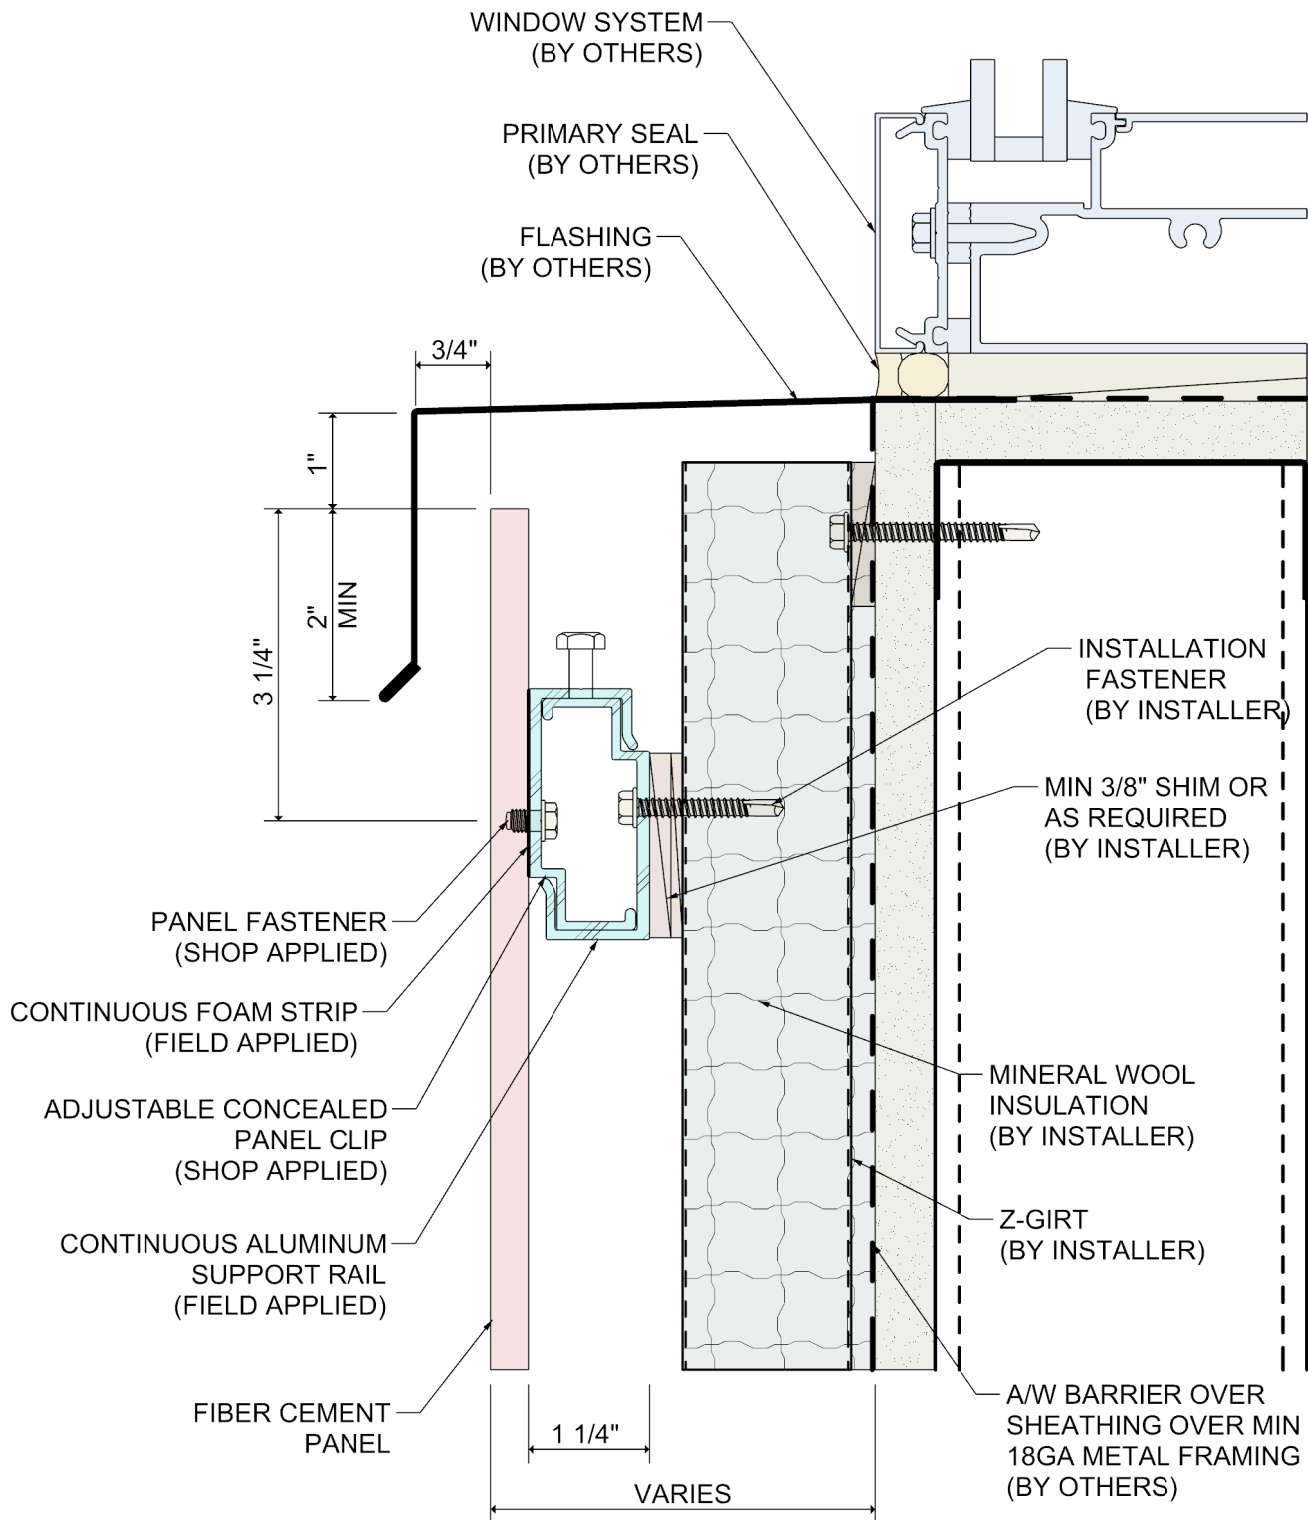 WINDOW SYSTEM
(BY OTHERS)
PRIMARY SEAL
(BY OTHERS)
FLASHING
(BY OTHERS)
3/4"
1"
2"
MIN
3 1/4"
INSTALLATION
FASTENER
(BY INSTALLER)
MIN 3/8" SHIM OR
AS REQUIRED
(BY INSTALLER)
PANEL FASTENER
(SHOP APPLIED)
CONTINUOUS FOAM STRIP
(FIELD APPLIED)
ADJUSTABLE CONCEALED
PANEL CLIP
(SHOP APPLIED)
CONTINUOUS ALUMINUM
SUPPORT RAIL
(FIELD APPLIED)
FIBER CEMENT
PANEL
MINERAL WOOL
INSULATION
(BY INSTALLER)
Z-GIRT
(BY INSTALLER)
A/W BARRIER OVER
SHEATHING OVER MIN
18GA METAL FRAMING
(BY OTHERS)
1 1/4"
VARIES